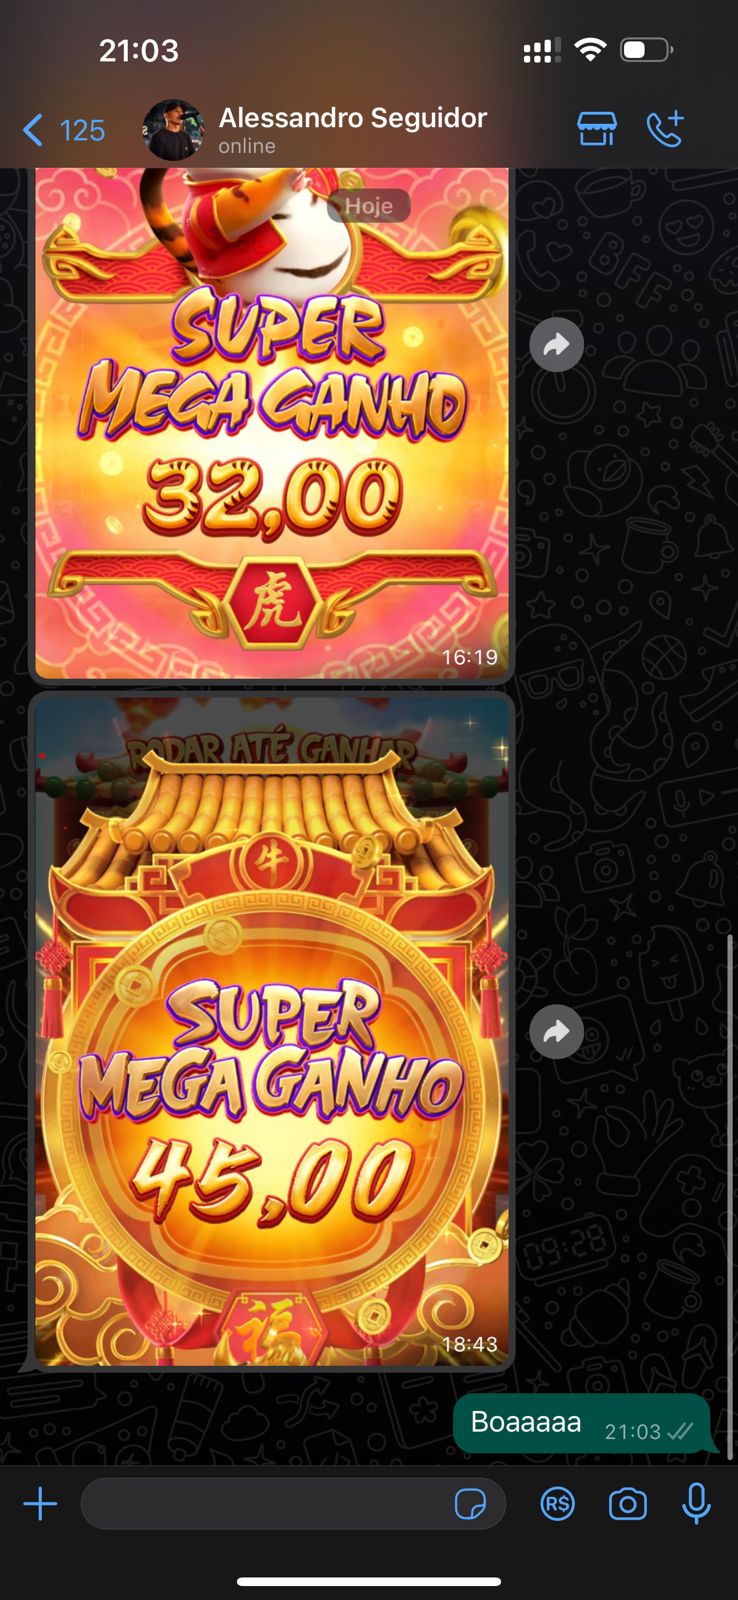 21:03
125
Alessandro Seguidor
online
Hoje
SUPER
MEGA GANHO
32,00
虎
16:19
RODAR ATÉ GANHAR
牛
SUPER
MEGA GANHO
45,00
福
18:43
Boaaaaa
21:03
R$